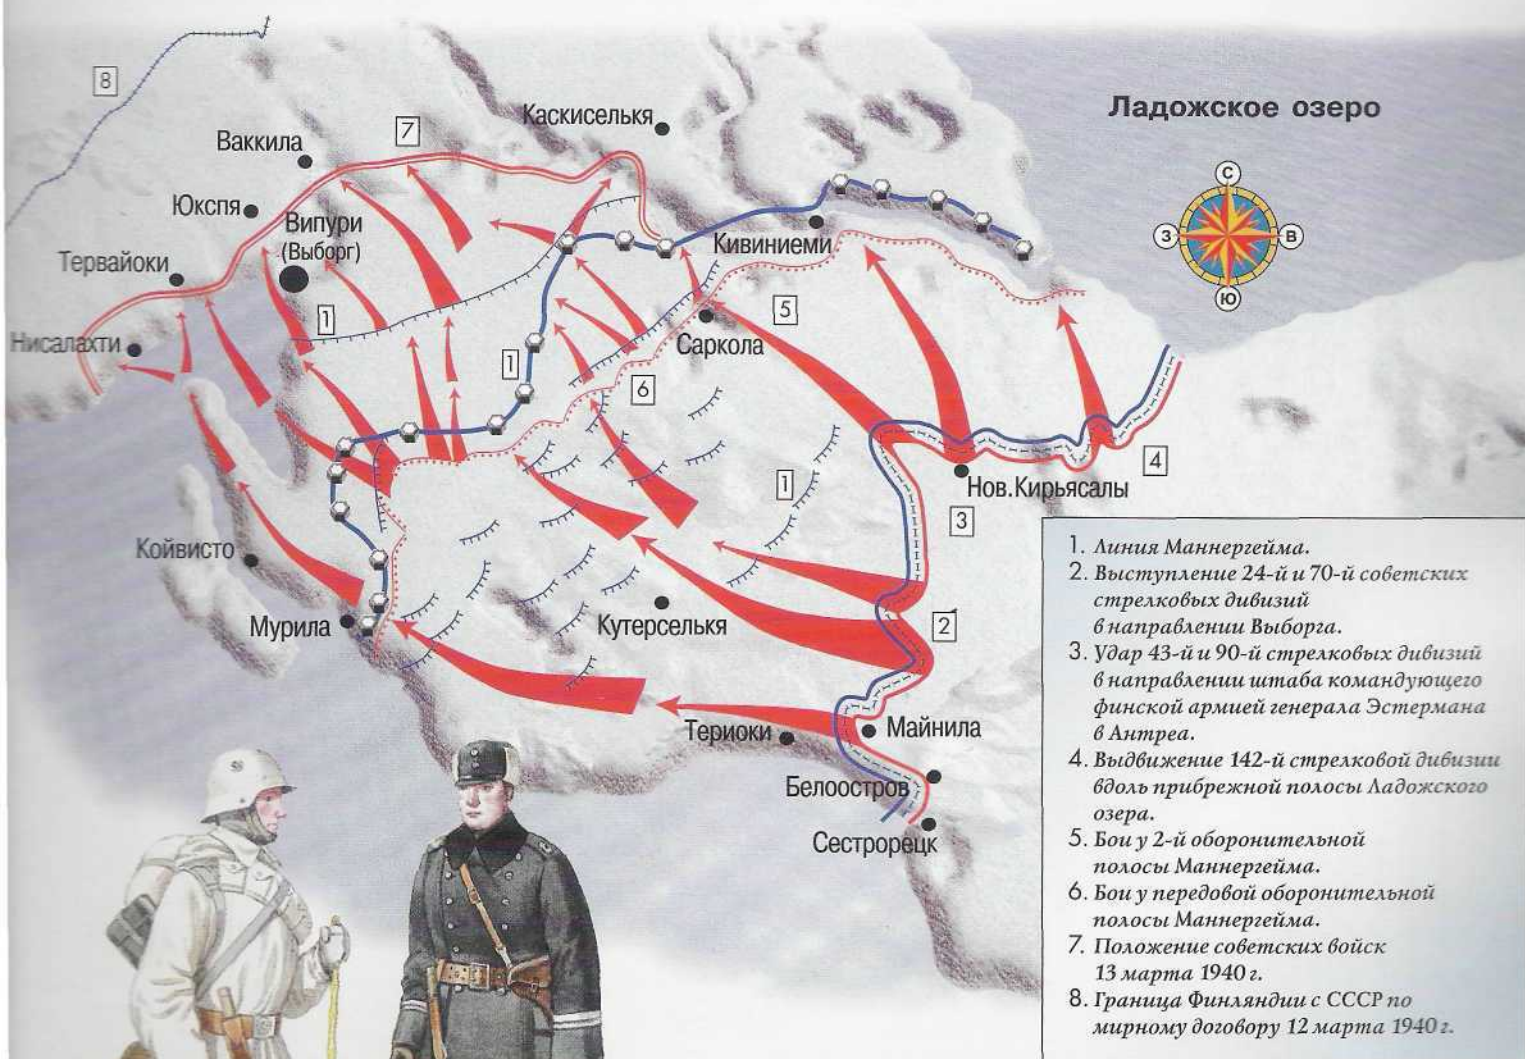 8
Ваккила
7
Каскиселькя
Ладожское озеро
Юкспя
Випури
(Выборг)
Кивиниеми
С
З
В
Ю
Тервайоки
Нисалахти
1
1
5
Саркола
6
4
1
Нов.Кирьясалы
3
Койвисто
Мурила
Кутерселькя
2
Териоки
Майнила
Белоостров
Сестрорецк
1. Линия Маннергейма.
2. Выступление 24-й и 70-й советских
стрелковых дивизий
в направлении Выборга.
3. Удар 43-й и 90-й стрелковых дивизий
в направлении штаба командующего
финской армией генерала Эстермана
в Антреа.
4. Выдвижение 142-й стрелковой дивизии
вдоль прибрежной полосы Ладожского
озера.
5. Бои у 2-й оборонительной
полосы Маннергейма.
6. Бои у передовой оборонительной
полосы Маннергейма.
7. Положение советских войск
13 марта 1940 г.
8. Граница Финляндии с СССР по
мирному договору 12 марта 1940 г.